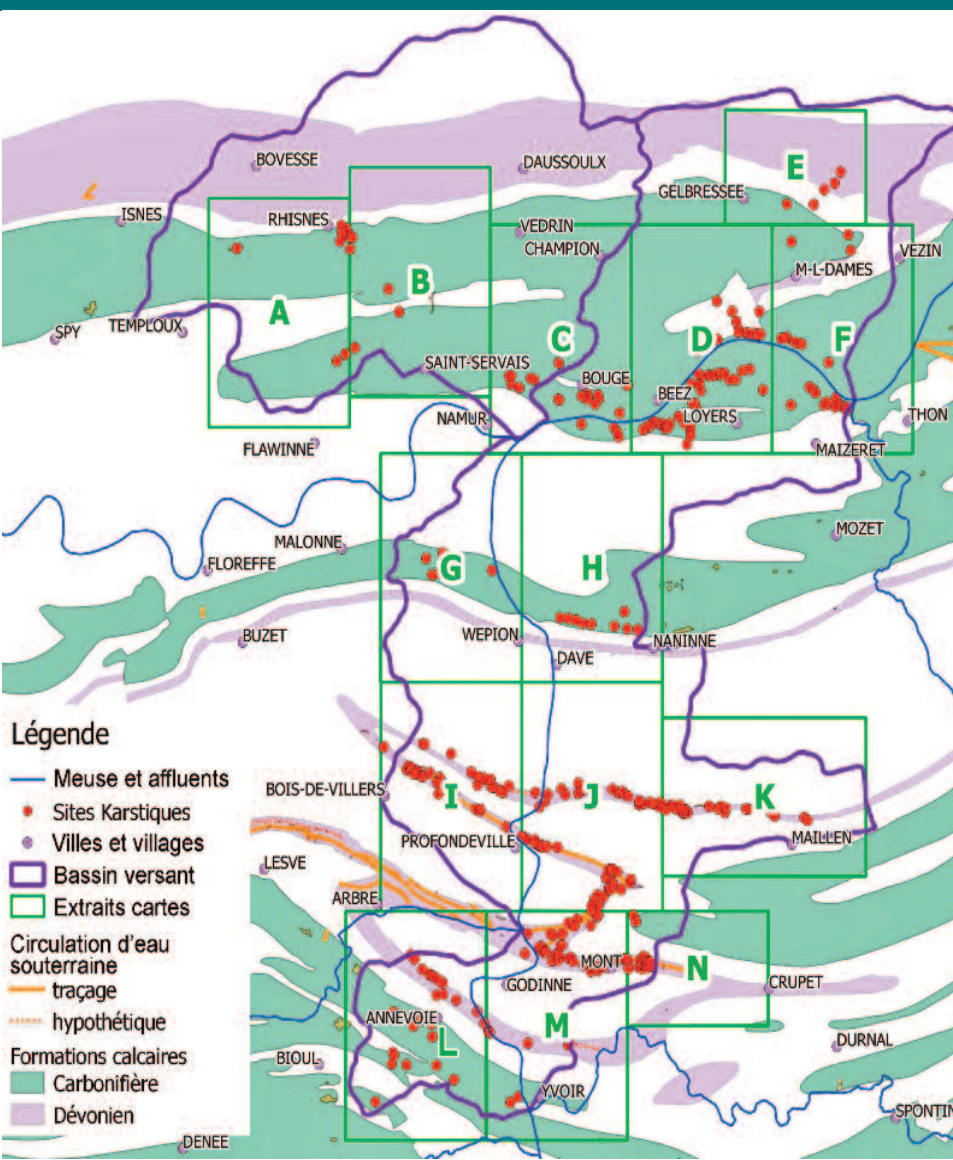 BOVESSE
DAUSSOULX
E
GELBRESSEE
ISNES
RHISNES
VEDRIN
CHAMPION
VEZIN
M-L-DAMES
B
A
SPY
TEMPLOUX
C
D
F
SAINT-SERVAIS
BOUGE
BEEZ
LOYERS
THON
NAMUR
FLAWINNE
MAIZERET
MOZET
MALONNE
FLOREFFE
G
H
BUZET
WEPION
NANINNE
DAVE
Légende
Meuse et affluents
Sites Karstiques
Villes et villages
Bassin versant
Extraits cartes
Circulation d'eau
souterraine
traçage
hypothétique
Formations calcaires
Carbonifière
Dévonien
BOIS-DE-VILLERS
I
J
K
PROFONDEVILLE
MAILLEN
LESVE
ARBRE
MONT
N
GODINNE
CRUPET
ANNEVOIE
M
L
BIOUL
DURNAL
YVOIR
SPONTIN
DENEE